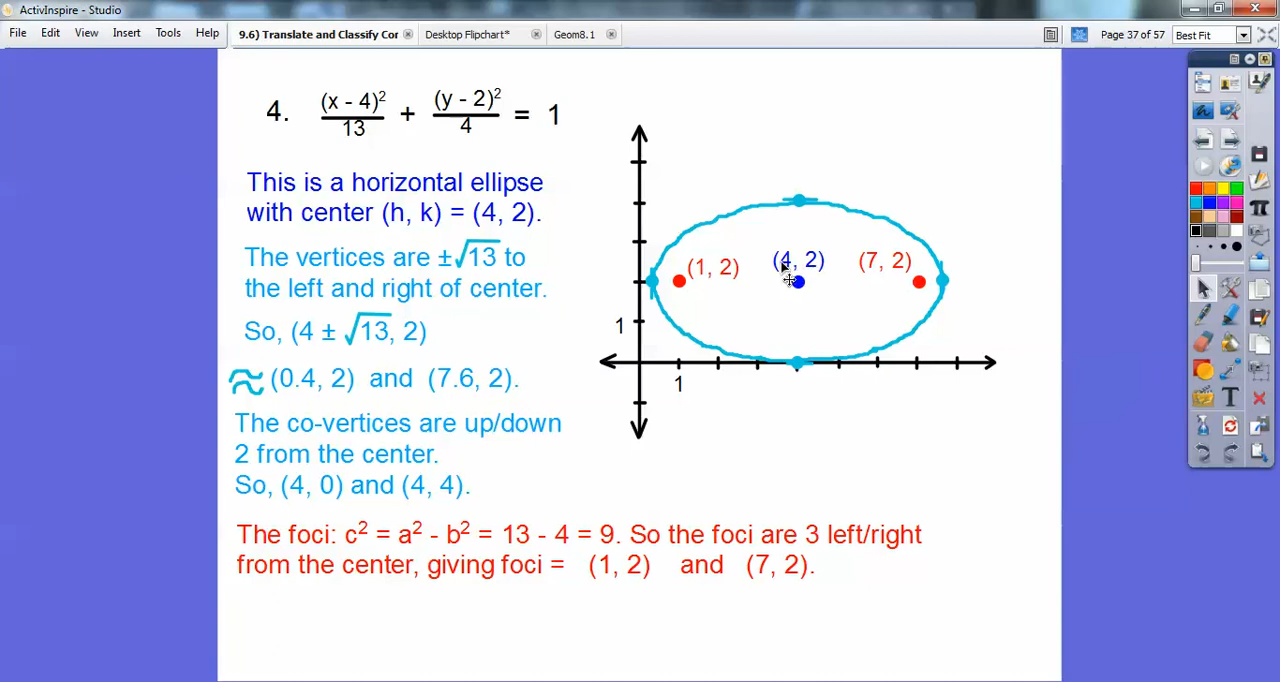 ActivInspire - Studio
File Edit View Insert Tools Help
9.6) Translate and Classify Cor Desktop Flipchart* Geom8.1 Page 37 of 57 Best Fit
4. (x - 4)²/13 + (y - 2)²/4 = 1
This is a horizontal ellipse
with center (h, k) = (4, 2).
The vertices are ±√13 to
the left and right of center.
So, (4 ± √13, 2)
≈ (0.4, 2) and (7.6, 2).
The co-vertices are up/down
2 from the center.
So, (4, 0) and (4, 4).
The foci: c² = a² - b² = 13 - 4 = 9. So the foci are 3 left/right
from the center, giving foci = (1, 2) and (7, 2).
(1, 2) (4, 2) (7, 2)
1
1
π
T